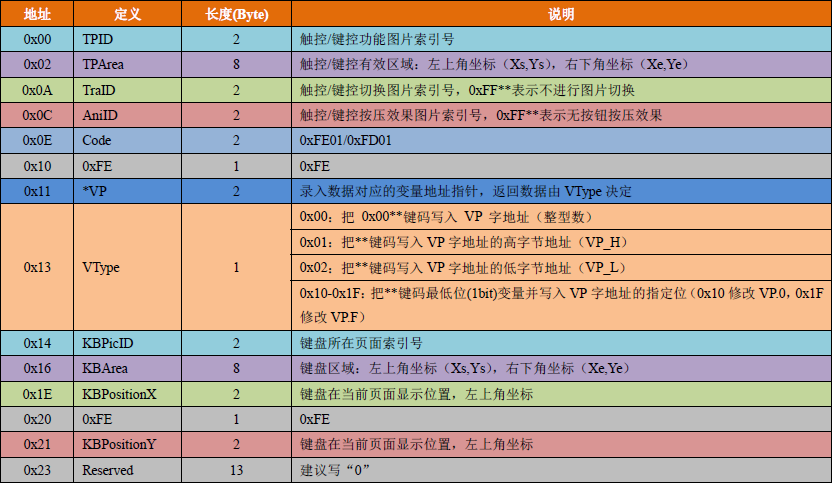 地址 定义 长度(Byte) 说明
0x00 TPID 2 触控/键控功能图片索引号
0x02 TPArea 8 触控/键控有效区域：左上角坐标（Xs,Ys），右下角坐标（Xe,Ye）
0x0A TraID 2 触控/键控切换图片索引号，0xFF**表示不进行图片切换
0x0C AniID 2 触控/键控按压效果图片索引号，0xFF**表示无按钮按压效果
0x0E Code 2 0xFE01/0xFD01
0x10 0xFE 1 0xFE
0x11 *VP 2 录入数据对应的变量地址指针，返回数据由 VType 决定
0x13 VType 1 0x00：把 0x00**键码写入 VP 字地址（整型数）
0x01：把**键码写入 VP 字地址的高字节地址（VP_H）
0x02：把**键码写入 VP 字地址的低字节地址（VP_L）
0x10-0x1F：把**键码最低位(1bit)变量并写入 VP 字地址的指定位（0x10 修改 VP.0，0x1F
修改 VP.F）
0x14 KBPicID 2 键盘所在页面索引号
0x16 KBArea 8 键盘区域：左上角坐标（Xs,Ys），右下角坐标（Xe,Ye）
0x1E KBPositionX 2 键盘在当前页面显示位置，左上角坐标
0x20 0xFE 1 0xFE
0x21 KBPositionY 2 键盘在当前页面显示位置，左上角坐标
0x23 Reserved 13 建议写“0”